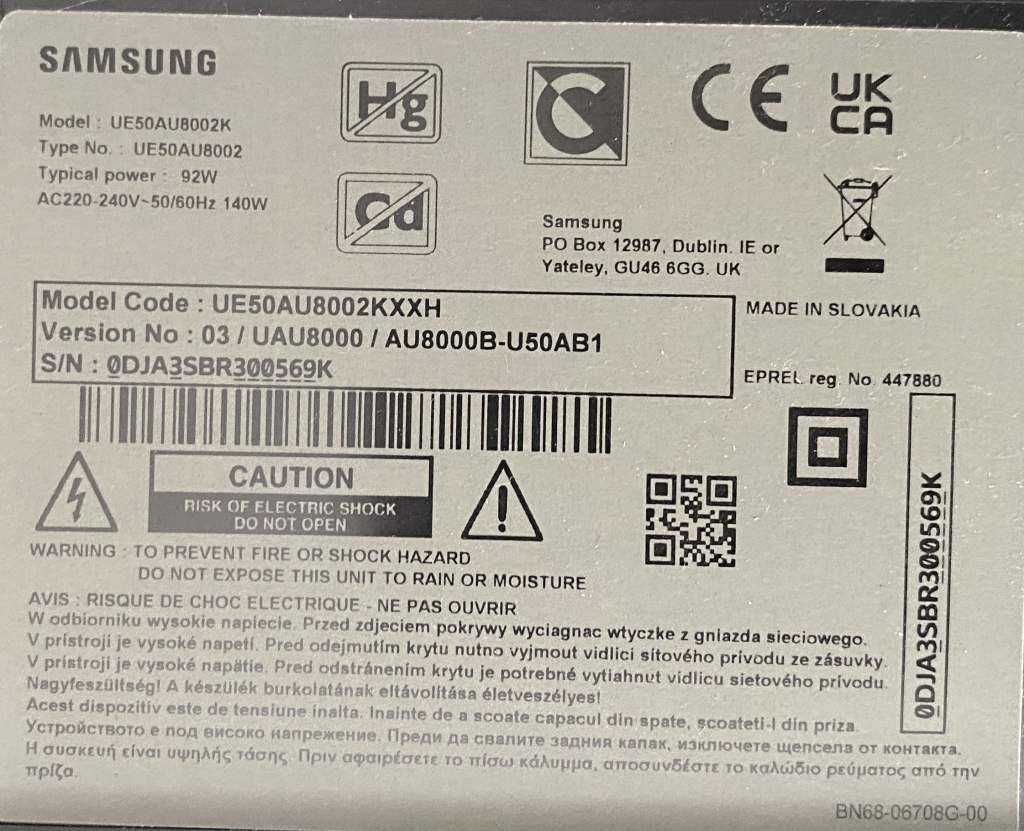 SAMSUNG
Model : UE50AU8002K
Type No. : UE50AU8002
Typical power : 92W
AC220-240V~50/60Hz 140W
Hg
Cd
CE
UK
CA
Samsung
PO Box 12987, Dublin. IE or
Yateley, GU46 6GG. UK
Model Code : UE50AU8002KXXH
Version No : 03 / UAU8000 / AU8000B-U50AB1
S/N : 0DJA3SBR300569K
MADE IN SLOVAKIA
EPREL reg. No. 447880
0DJA3SBR300569K
CAUTION
RISK OF ELECTRIC SHOCK
DO NOT OPEN
WARNING : TO PREVENT FIRE OR SHOCK HAZARD
DO NOT EXPOSE THIS UNIT TO RAIN OR MOISTURE
AVIS : RISQUE DE CHOC ELECTRIQUE - NE PAS OUVRIR
W odbiorniku wysokie napiecie. Przed zdjeciem pokrywy wyciagnac wtyczke z gniazda sieciowego.
V prístroji je vysoké napetí. Pred odejmutím krytu nutno vyjmout vidlici sítového prívodu ze zásuvky.
V prístroji je vysoké napätie. Pred odstránením krytu je potrebné vytiahnut vidlicu sietového prívodu.
Nagyfeszültség! A készülék burkolatának eltávolítása életveszélyes!
Acest dispozitiv este de tensiune inalta. Inainte de a scoate capacul din spate, scoateti-l din priza.
Устройството е под високо напрежение. Преди да свалите задния капак, изключете щепсела от контакта.
Η συσκευή είναι υψηλής τάσης. Πριν αφαιρέσετε το πίσω κάλυμμα, αποσυνδέστε το καλώδιο ρεύματος από την
πρίζα.
BN68-06708G-00